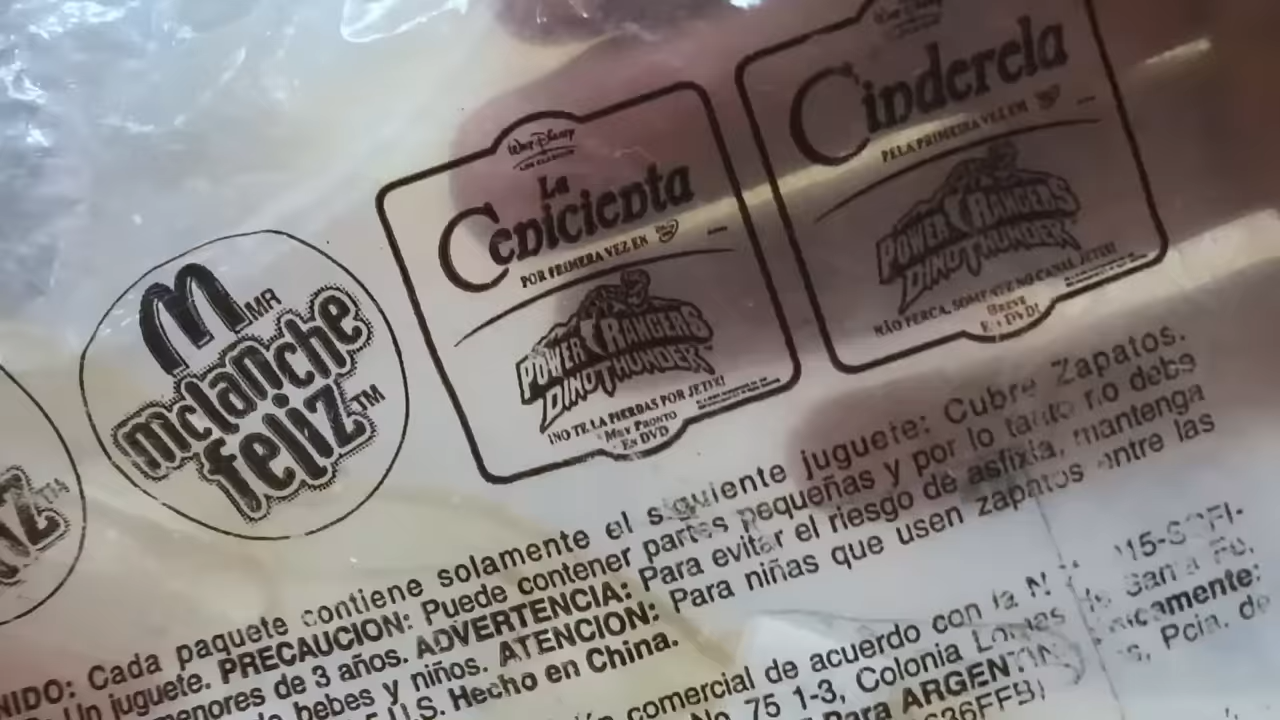 MR
mclanche
feliz™
WALT DISNEY
LOS CLASICOS
La
Cenicienta
POR PRIMERA VEZ EN
POWER RANGERS
DINO THUNDER
¡NO TE LA PIERDAS POR JETIX!
MUY PRONTO
EN DVD
WALT DISNEY
Cinderela
PELA PRIMEIRA VEZ EM
POWER RANGERS
DINO THUNDER
NÃO PERCA, SOMENTE NO CANAL JETIX!
BREVE
EM DVD!
IZ™
NIDO: Cada paquete contiene solamente el siguiente juguete: Cubre Zapatos.
Un juguete. PRECAUCION: Puede contener partes pequeñas y por lo tanto no debe
menores de 3 años. ADVERTENCIA: Para evitar el riesgo de asfixia, mantenga
bebes y niños. ATENCION: Para niñas que usen zapatos entre las
U.S. Hecho en China.
comercial de acuerdo con la N
No. 75 1-3, Colonia Lomas de Santa Fe,
Para ARGENTIN
36FFB) Pcia. de